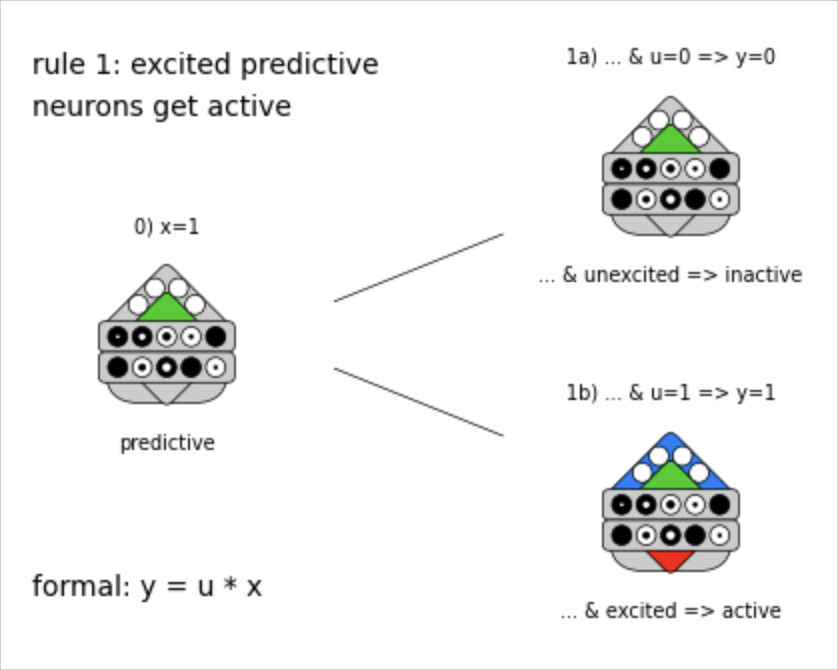 rule 1: excited predictive
neurons get active
0) x=1
predictive
1a) ... & u=0 => y=0
... & unexcited => inactive
1b) ... & u=1 => y=1
... & excited => active
formal: y = u * x